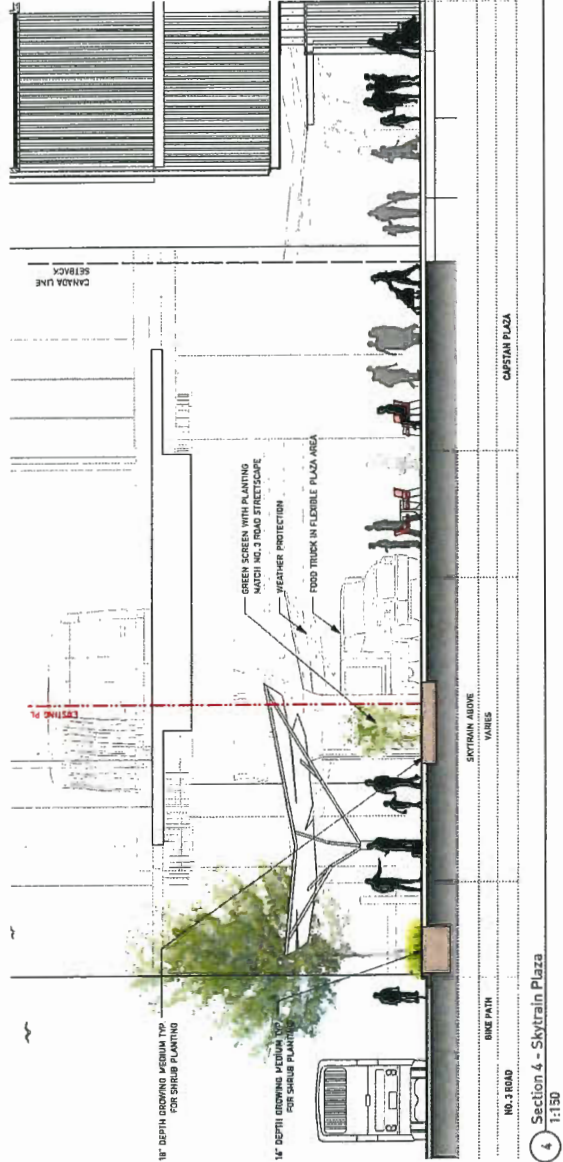 CANADA LINE
SETBACK
EXISTING PL
GREEN SCREEN WITH PLANTING
MATCH NO. 3 ROAD STREETSCAPE
WEATHER PROTECTION
FOOD TRUCK IN FLEXIBLE PLAZA AREA
18" DEPTH GROWING MEDIUM TYP.
FOR SHRUB PLANTING
DEPTH GROWING MEDIUM TYP.
FOR SHRUB PLANTING
SKYTRAIN ABOVE
BIKE PATH
VARIES
NO. 3 ROAD
CAPSTAN PLAZA
4
Section 4 - Skytrain Plaza
1:150